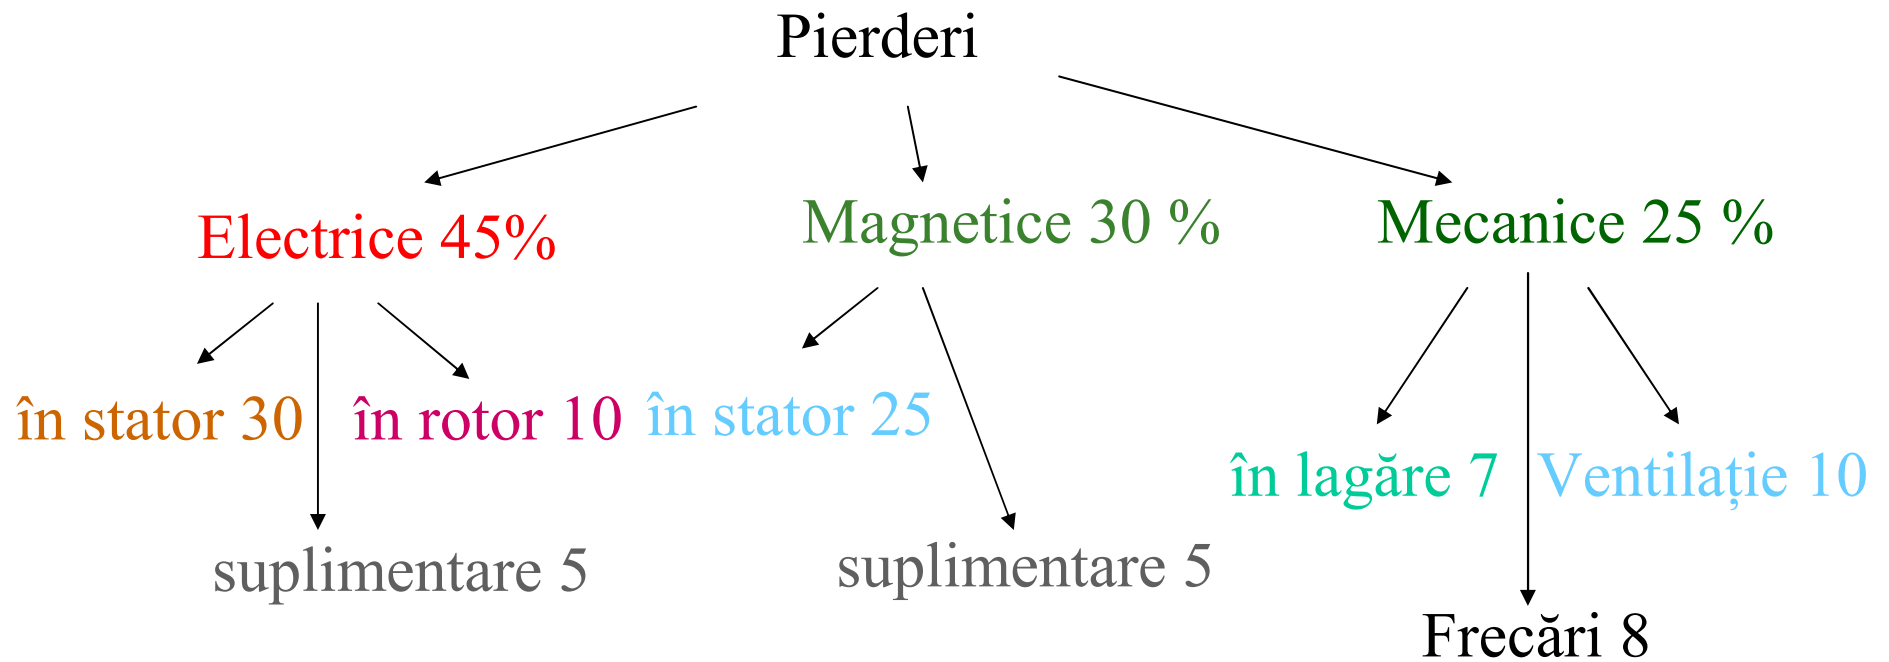 Pierderi
Electrice 45%
Magnetice 30 %
Mecanice 25 %
în stator 30
în rotor 10
în stator 25
în lagăre 7
Ventilație 10
suplimentare 5
suplimentare 5
Frecări 8